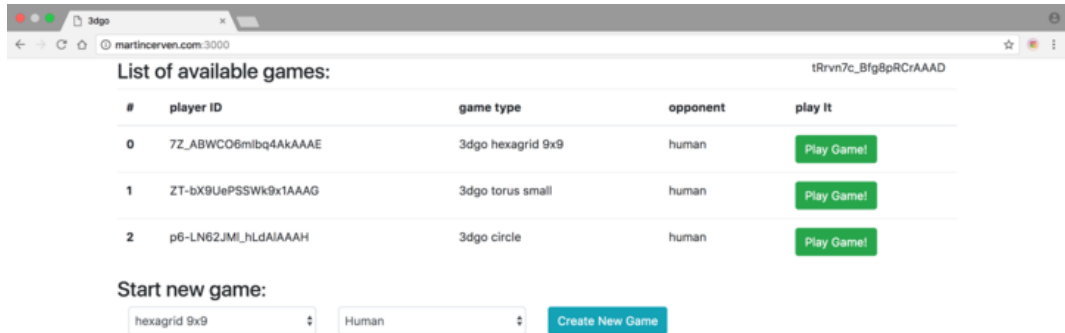 3dgo
martincerven.com:3000
List of available games:
tRrvn7c_Bfg8pRCrAAAD
# player ID game type opponent play It
0 7Z_ABWCO6mIbq4AkAAAE 3dgo hexagrid 9x9 human Play Game!
1 ZT-bX9UePSSWk9x1AAAG 3dgo torus small human Play Game!
2 p6-LN62JMl_hLdAlAAAH 3dgo circle human Play Game!
Start new game:
hexagrid 9x9 Human Create New Game